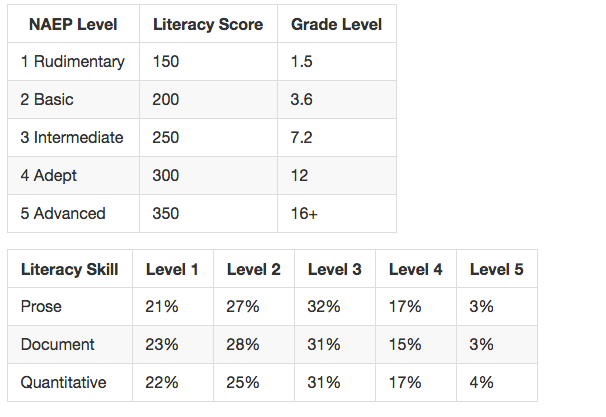 NAEP Level Literacy Score Grade Level
1 Rudimentary 150 1.5
2 Basic 200 3.6
3 Intermediate 250 7.2
4 Adept 300 12
5 Advanced 350 16+
Literacy Skill Level 1 Level 2 Level 3 Level 4 Level 5
Prose 21% 27% 32% 17% 3%
Document 23% 28% 31% 15% 3%
Quantitative 22% 25% 31% 17% 4%